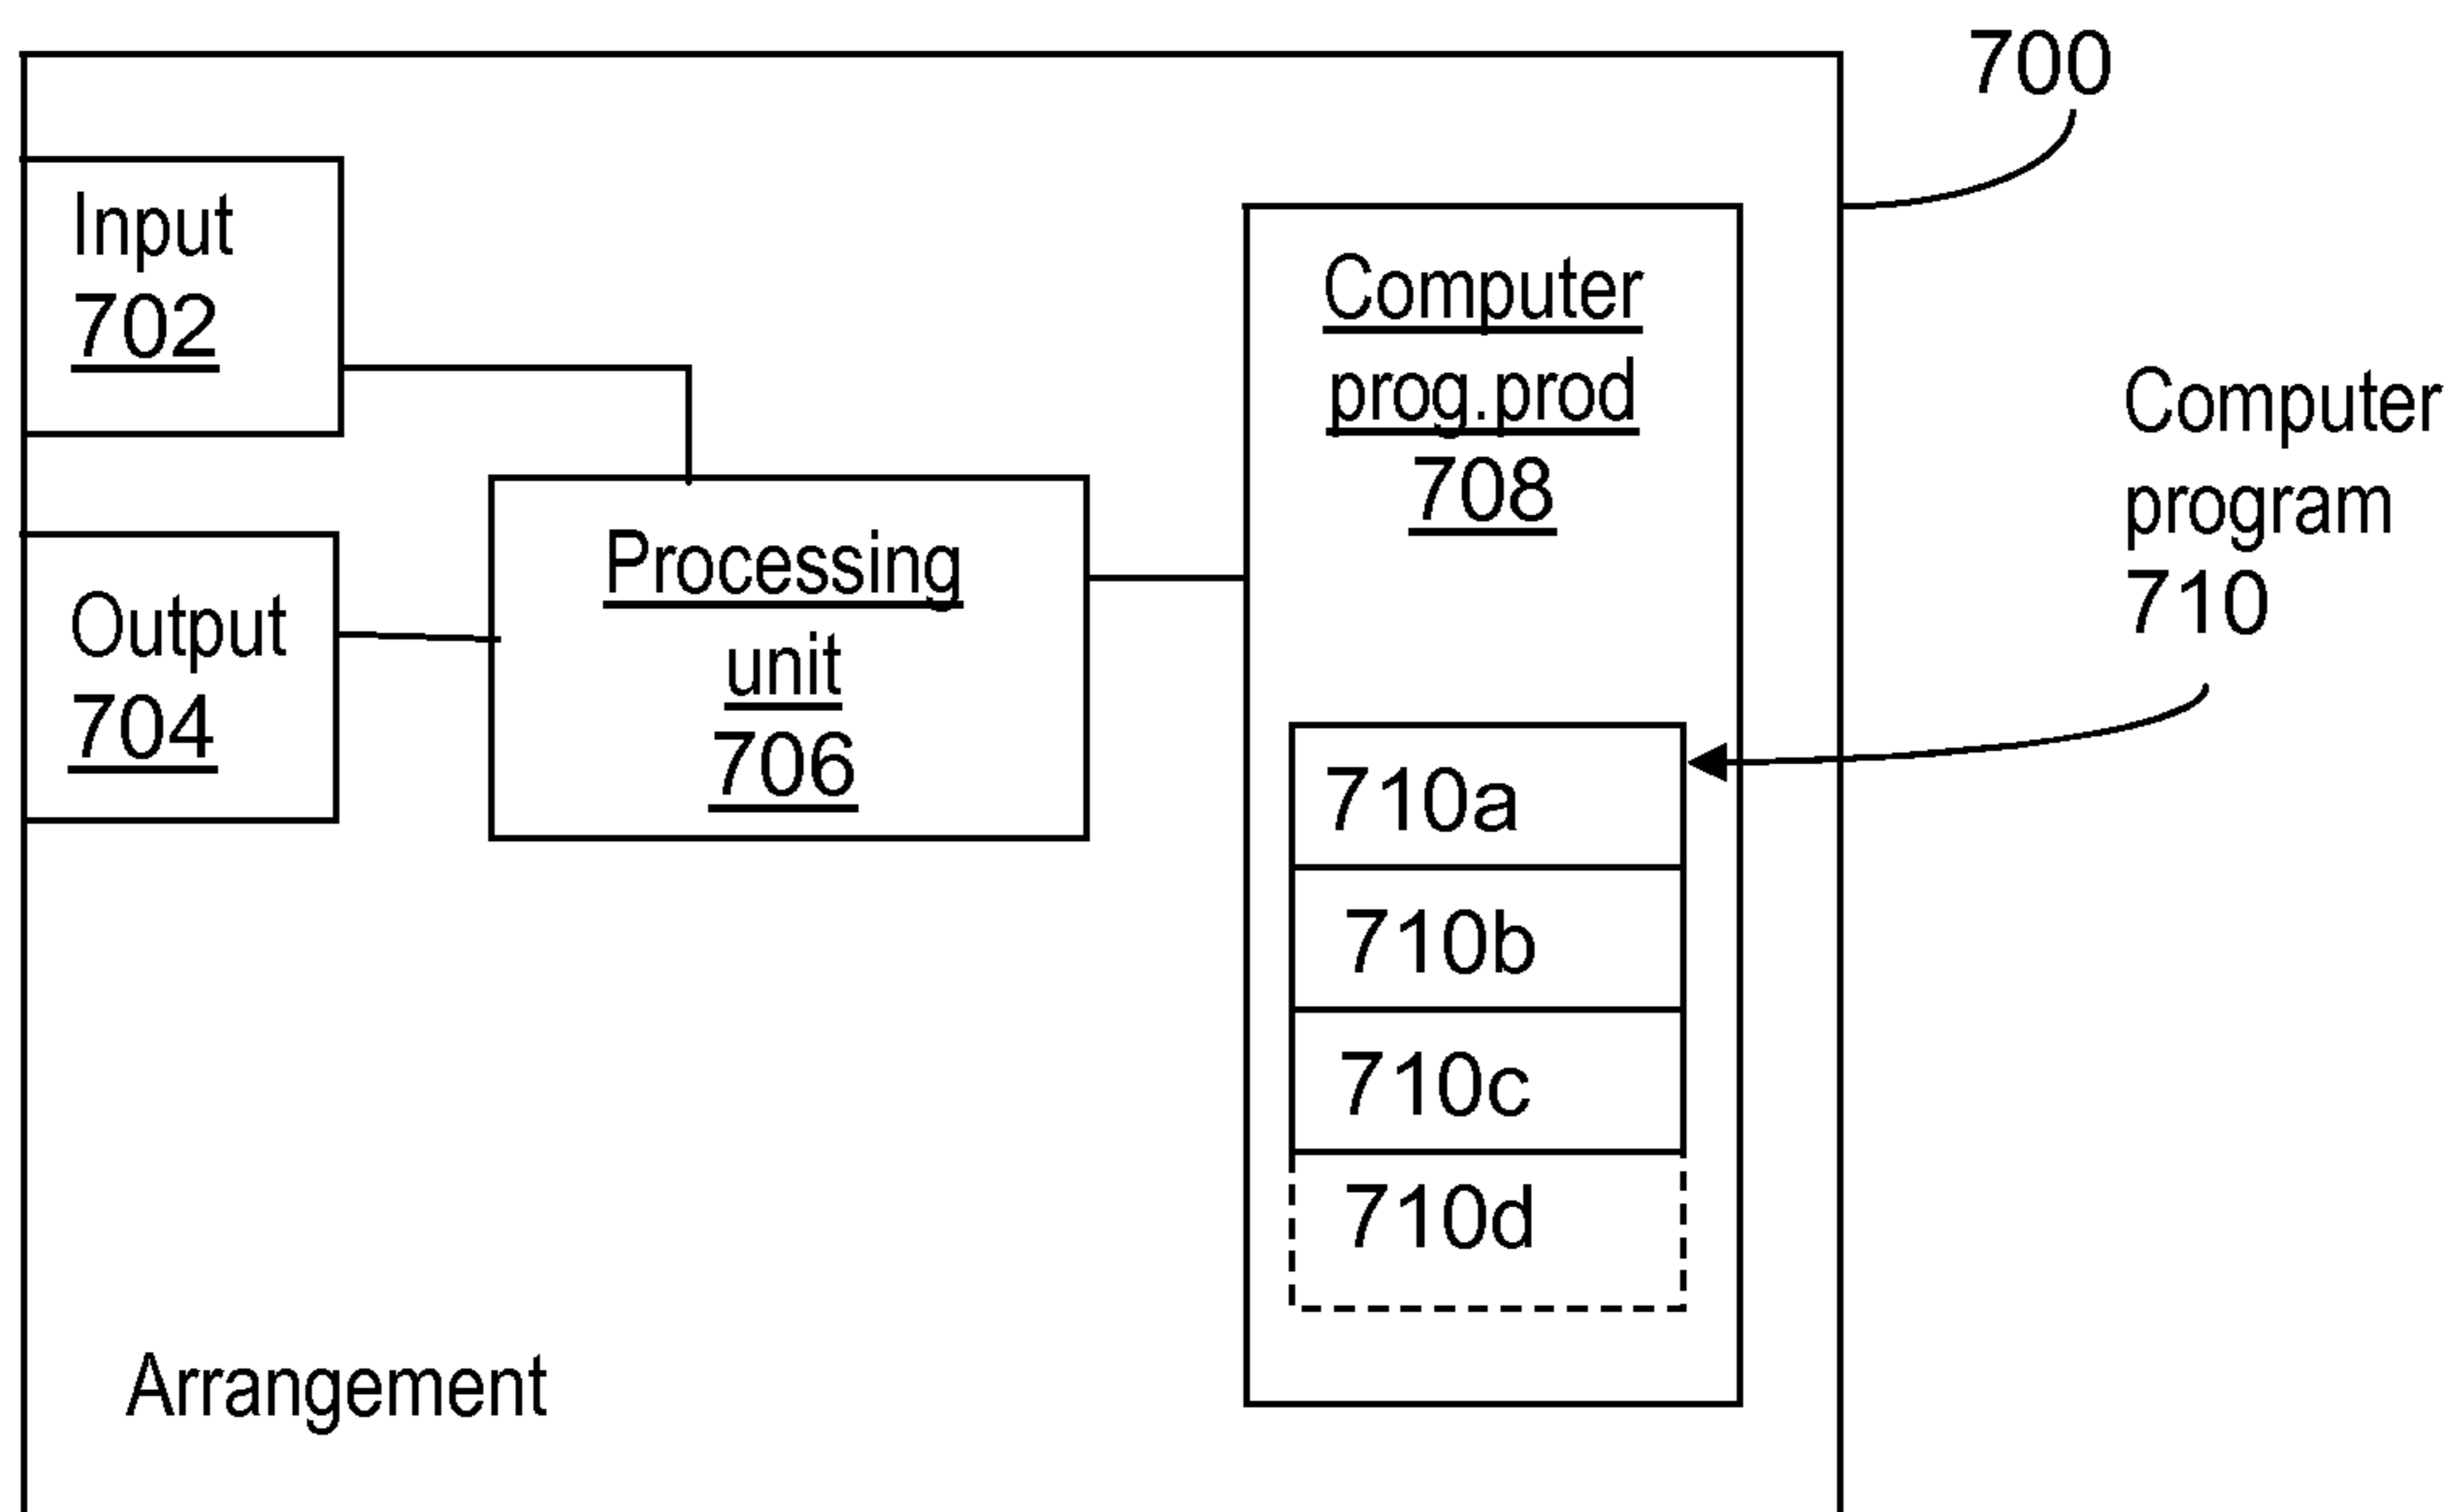 700
Input
702
Computer
prog.prod
708
Computer
program
710
Processing
unit
706
Output
704
710a
710b
710c
710d
Arrangement